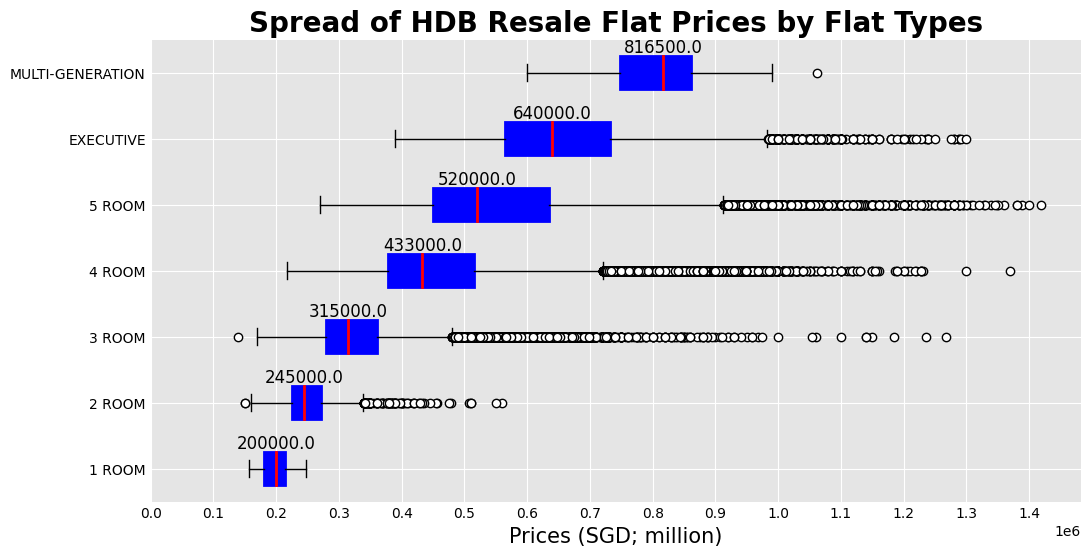 Spread of HDB Resale Flat Prices by Flat Types
MULTI-GENERATION
816500.0
EXECUTIVE
640000.0
5 ROOM
520000.0
4 ROOM
433000.0
3 ROOM
315000.0
2 ROOM
245000.0
1 ROOM
200000.0
0.0 0.1 0.2 0.3 0.4 0.5 0.6 0.7 0.8 0.9 1.0 1.1 1.2 1.3 1.4
1e6
Prices (SGD; million)